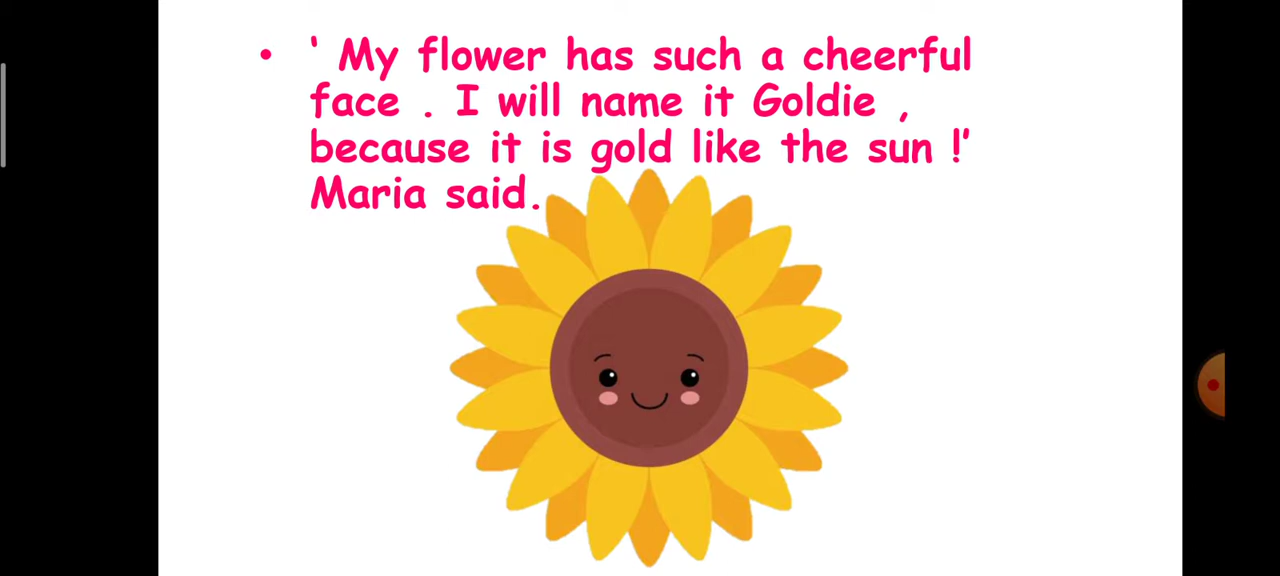 • ‘ My flower has such a cheerful
face . I will name it Goldie ,
because it is gold like the sun !’
Maria said.